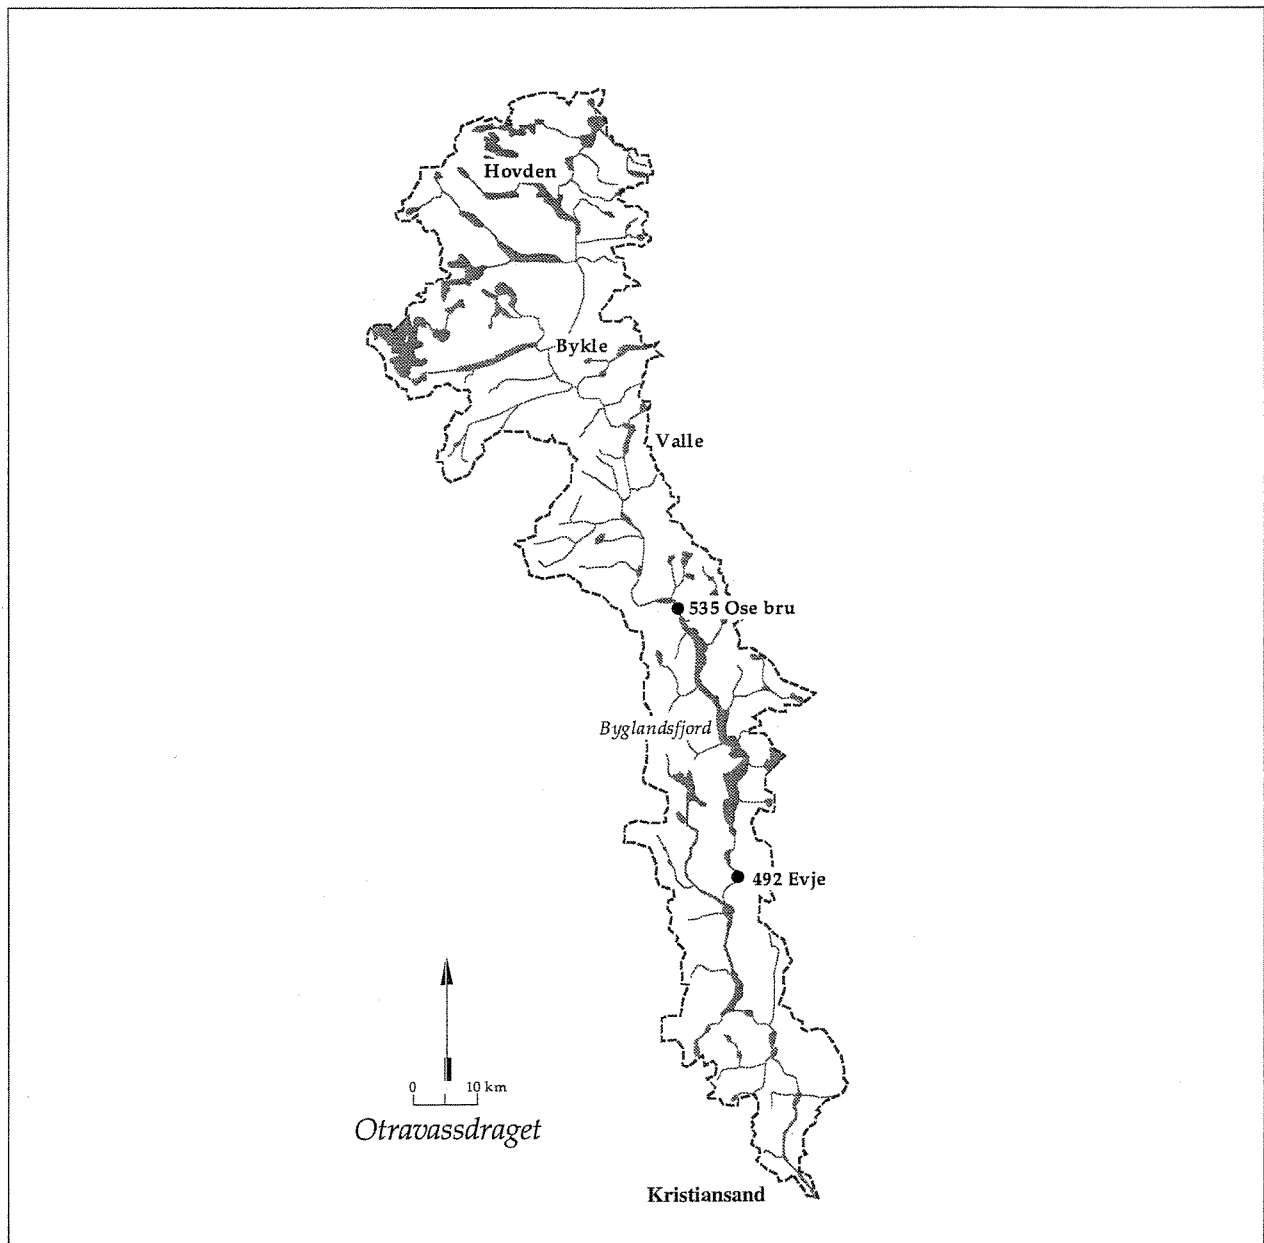 Hovden
Bykle
Valle
535 Ose bru
Byglandsfjord
492 Evje
0 10 km
Otravassdraget
Kristiansand